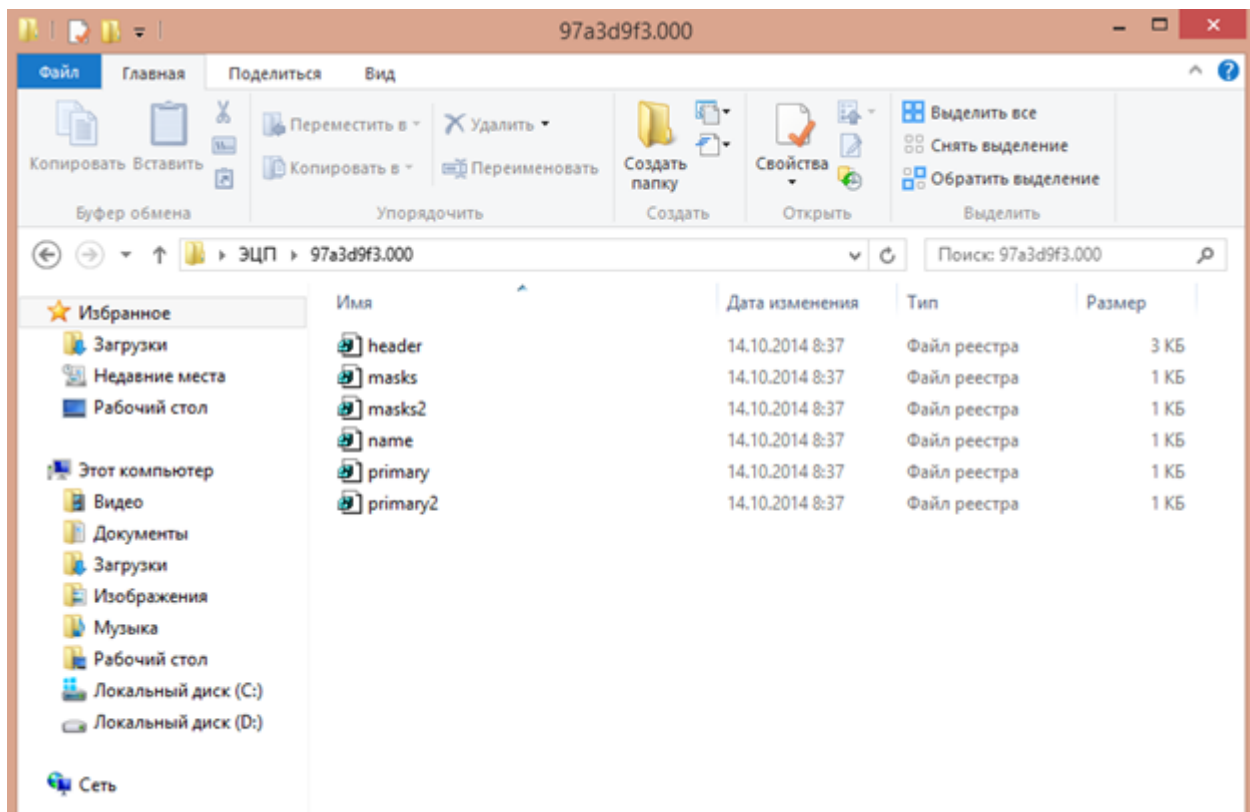 97a3d9f3.000
Файл Главная Поделиться Вид
Копировать Вставить
Переместить в
Копировать в
Удалить
Переименовать
Создать папку
Свойства
Выделить все
Снять выделение
Обратить выделение
Буфер обмена Упорядочить Создать Открыть Выделить
ЭЦП 97a3d9f3.000 Поиск: 97a3d9f3.000
Имя Дата изменения Тип Размер
header 14.10.2014 8:37 Файл реестра 3 КБ
masks 14.10.2014 8:37 Файл реестра 1 КБ
masks2 14.10.2014 8:37 Файл реестра 1 КБ
name 14.10.2014 8:37 Файл реестра 1 КБ
primary 14.10.2014 8:37 Файл реестра 1 КБ
primary2 14.10.2014 8:37 Файл реестра 1 КБ
Избранное
Загрузки
Недавние места
Рабочий стол
Этот компьютер
Видео
Документы
Загрузки
Изображения
Музыка
Рабочий стол
Локальный диск (C:)
Локальный диск (D:)
Сеть